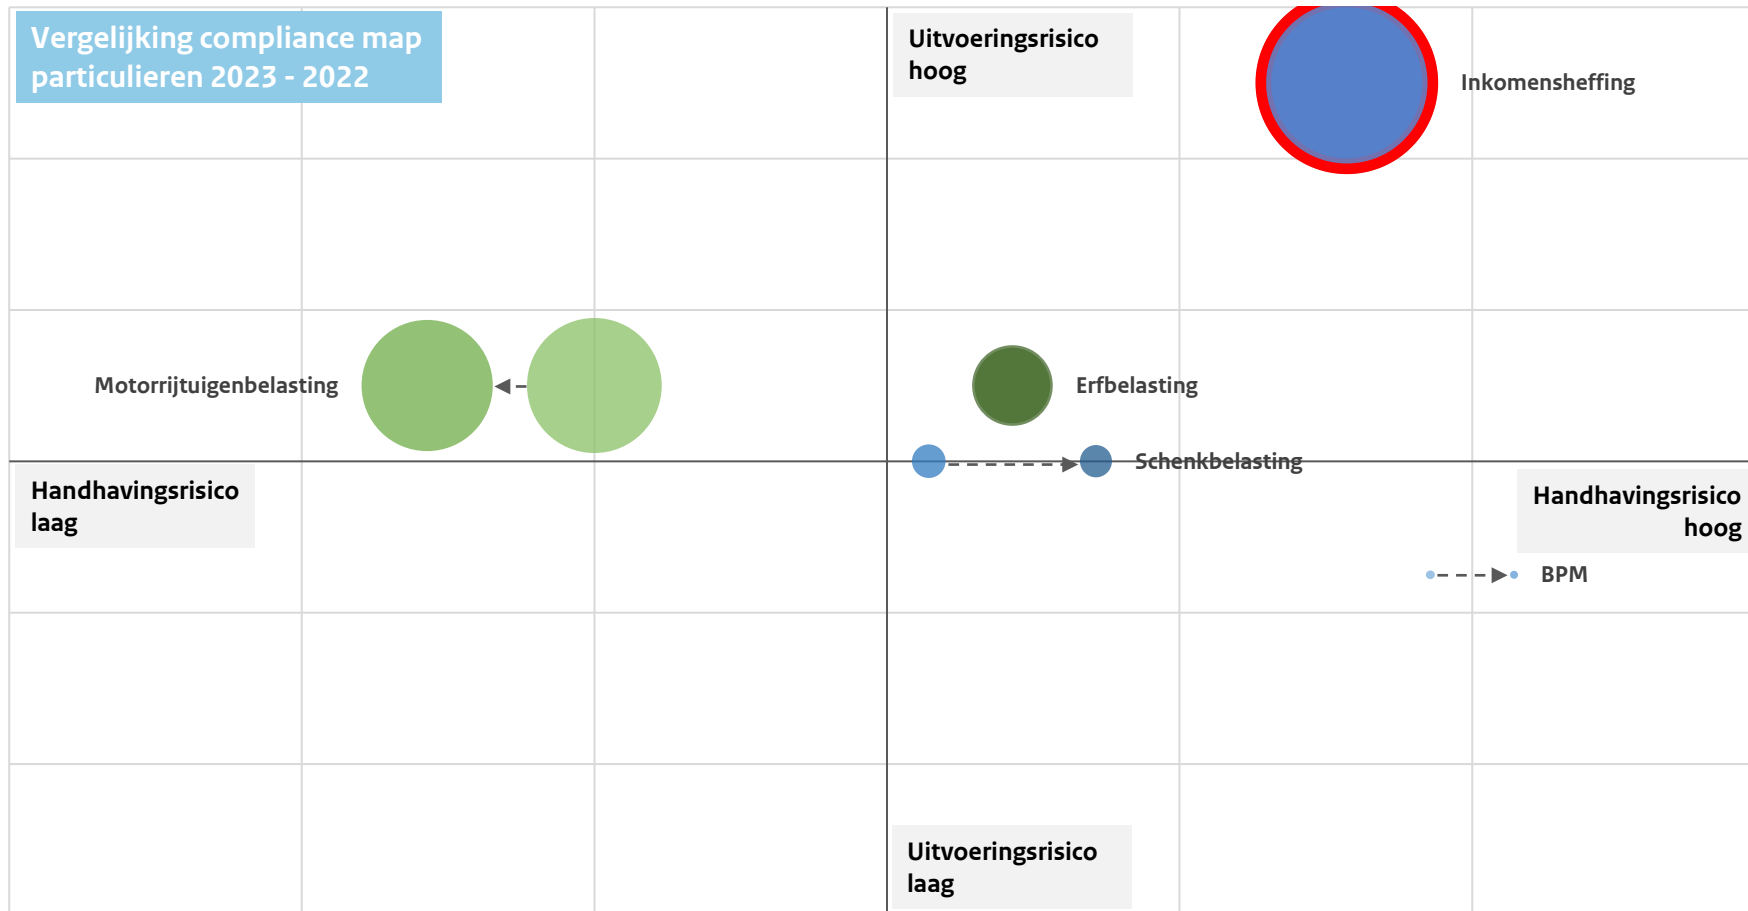 Vergelijking compliance map
particulieren 2023 - 2022
Uitvoeringsrisico
hoog
Inkomensheffing
Motorrijtuigenbelasting
Erfbelasting
Schenkbelasting
Handhavingsrisico
laag
Handhavingsrisico
hoog
BPM
Uitvoeringsrisico
laag